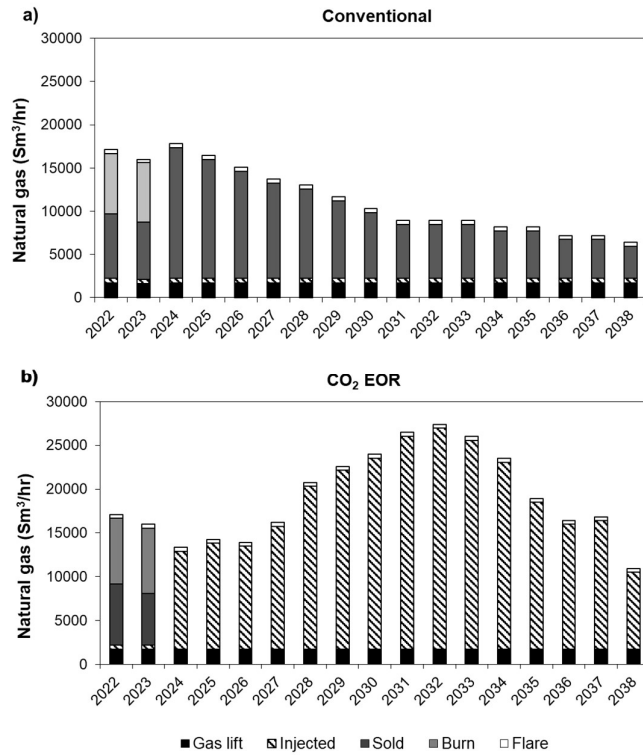 a)
Conventional
Natural gas (Sm³/hr)
30000
25000
20000
15000
10000
5000
0
2022 2023 2024 2025 2026 2027 2028 2029 2030 2031 2032 2033 2034 2035 2036 2037 2038
b)
CO₂ EOR
Natural gas (Sm³/hr)
30000
25000
20000
15000
10000
5000
0
2022 2023 2024 2025 2026 2027 2028 2029 2030 2031 2032 2033 2034 2035 2036 2037 2038
Gas lift Injected Sold Burn Flare